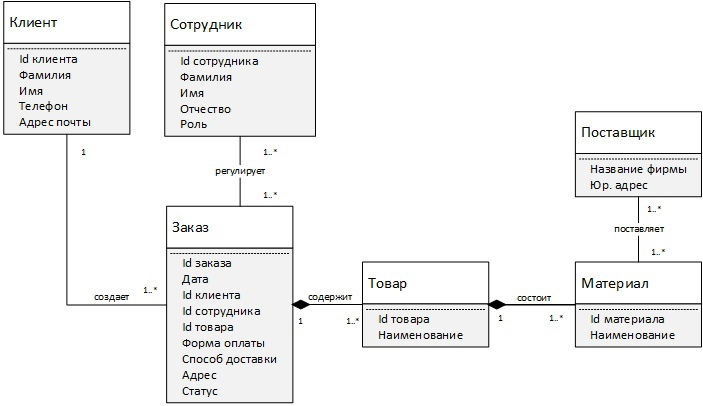 Клиент
Id клиента
Фамилия
Имя
Телефон
Адрес почты
Сотрудник
Id сотрудника
Фамилия
Имя
Отчество
Роль
Поставщик
Название фирмы
Юр. адрес
1
1..*
регулирует
1..*
1..*
поставляет
1..*
Заказ
Id заказа
Дата
Id клиента
Id сотрудника
Id товара
Форма оплаты
Способ доставки
Адрес
Статус
1..*
создает
содержит
1
1..*
Товар
Id товара
Наименование
состоит
1
1..*
Материал
Id материала
Наименование